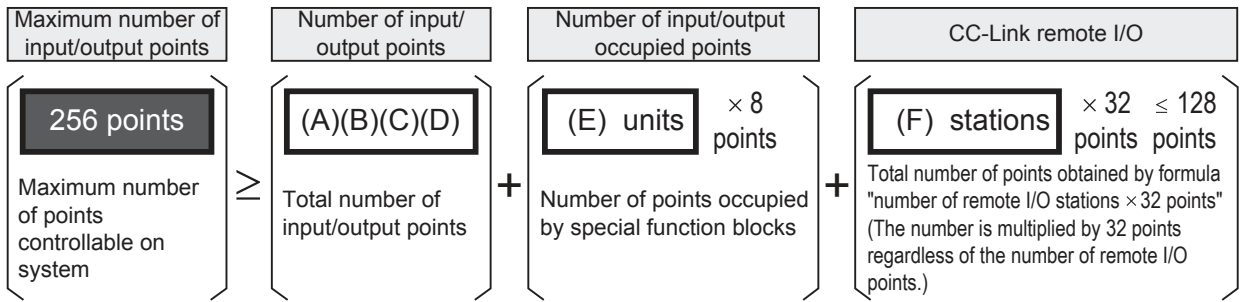 Maximum number of
input/output points
256 points
Maximum number
of points
controllable on
system
≥
Number of input/
output points
(A)(B)(C)(D)
Total number of
input/output points
+
Number of input/output
occupied points
(E) units × 8
points
Number of points occupied
by special function blocks
+
CC-Link remote I/O
(F) stations × 32 ≤ 128
points points
Total number of points obtained by formula
"number of remote I/O stations × 32 points"
(The number is multiplied by 32 points
regardless of the number of remote I/O
points.)